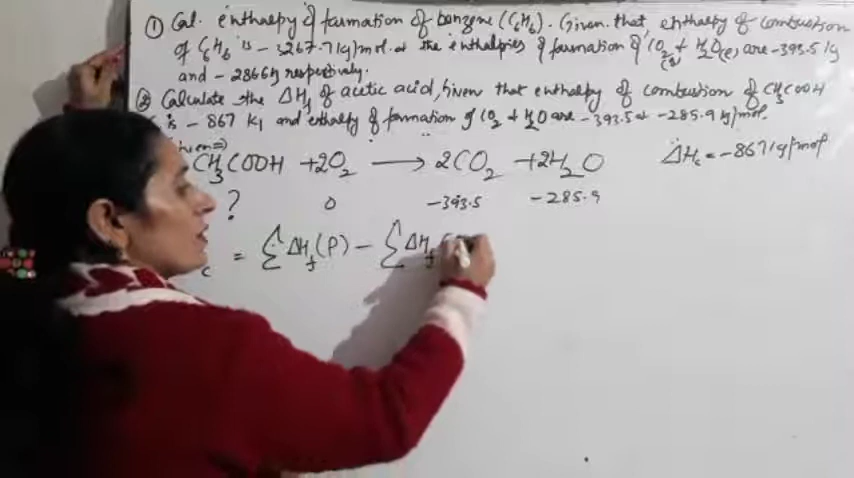 ① Cal. enthalpy of formation of benzene (C₆H₆). Given that enthalpy of combustion
of C₆H₆ is - 3267.7 kJ/mol & the enthalpies of formation of CO₂(g) + H₂O(l) are -393.5 kJ
and - 286 kJ respectively.
② Calculate the ΔHf of acetic acid, Given that enthalpy of combustion of CH₃COOH
is - 867 kJ and enthalpy of formation of CO₂ + H₂O are -393.5 & -285.9 kJ/mol.
CH₃COOH +2O₂ ⟶ 2CO₂ +2H₂O ΔHc = -867 kJ/mol
? 0 -393.5 -285.9
c = Σ ΔHf (P) - Σ ΔHf (